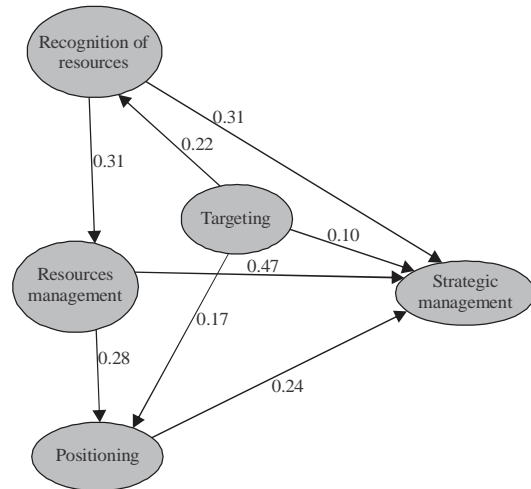 Recognition of
resources
0.31
0.22
0.31
Targeting
0.10
Resources
management
0.47
Strategic
management
0.17
0.28
0.24
Positioning